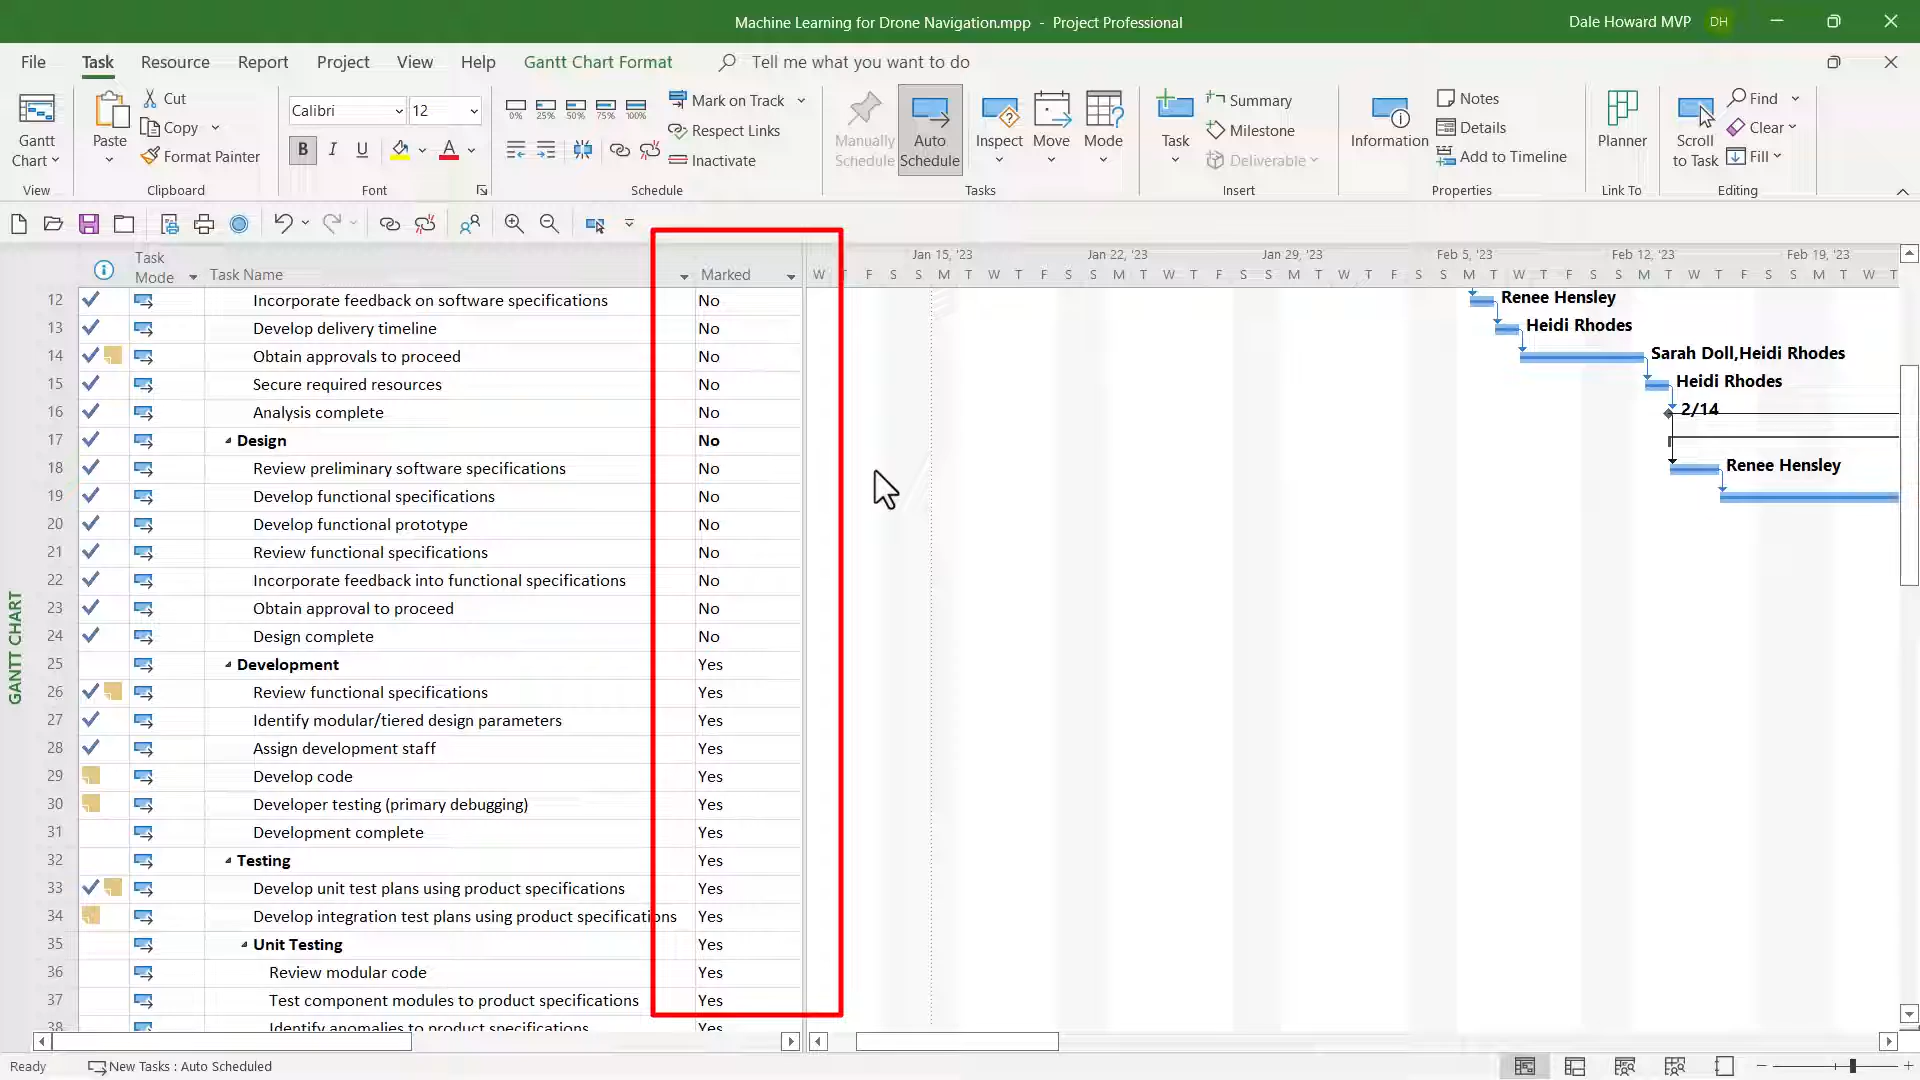 Machine Learning for Drone Navigation.mpp - Project Professional
Dale Howard MVP DH
File Task Resource Report Project View Help Gantt Chart Format Tell me what you want to do
Gantt Chart
View
Paste
Cut
Copy
Format Painter
Clipboard
Calibri 12
B I U A
Font
0% 25% 50% 75% 100%
Mark on Track
Respect Links
Inactivate
Schedule
Manually Schedule
Auto Schedule
Inspect Move Mode
Tasks
Task
Summary
Milestone
Deliverable
Insert
Information
Notes
Details
Add to Timeline
Properties
Planner
Link To
Scroll to Task
Find
Clear
Fill
Editing
Task Mode Task Name Marked
Jan 15, '23 Jan 22, '23 Jan 29, '23 Feb 5, '23 Feb 12, '23 Feb 19, '23
W T F S S M T W T F S S M T W T F S S M T W T F S S M T W T F S S M T W T F S S M T W T
GANTT CHART
12 Incorporate feedback on software specifications No Renee Hensley
13 Develop delivery timeline No Heidi Rhodes
14 Obtain approvals to proceed No Sarah Doll,Heidi Rhodes
15 Secure required resources No Heidi Rhodes
16 Analysis complete No 2/14
17 Design No
18 Review preliminary software specifications No Renee Hensley
19 Develop functional specifications No
20 Develop functional prototype No
21 Review functional specifications No
22 Incorporate feedback into functional specifications No
23 Obtain approval to proceed No
24 Design complete No
25 Development Yes
26 Review functional specifications Yes
27 Identify modular/tiered design parameters Yes
28 Assign development staff Yes
29 Develop code Yes
30 Developer testing (primary debugging) Yes
31 Development complete Yes
32 Testing Yes
33 Develop unit test plans using product specifications Yes
34 Develop integration test plans using product specifications Yes
35 Unit Testing Yes
36 Review modular code Yes
37 Test component modules to product specifications Yes
38 Identify anomalies to product specifications Yes
Ready New Tasks : Auto Scheduled